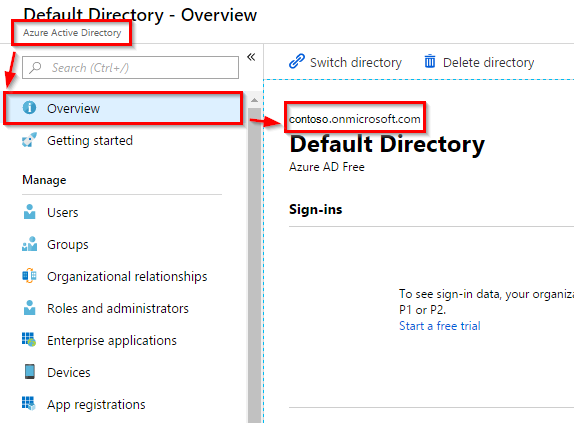 Default Directory - Overview
Azure Active Directory
Search (Ctrl+/)
Overview
Getting started
Manage
Users
Groups
Organizational relationships
Roles and administrators
Enterprise applications
Devices
App registrations
«
Switch directory
Delete directory
contoso.onmicrosoft.com
Default Directory
Azure AD Free
Sign-ins
To see sign-in data, your organiza
P1 or P2.
Start a free trial